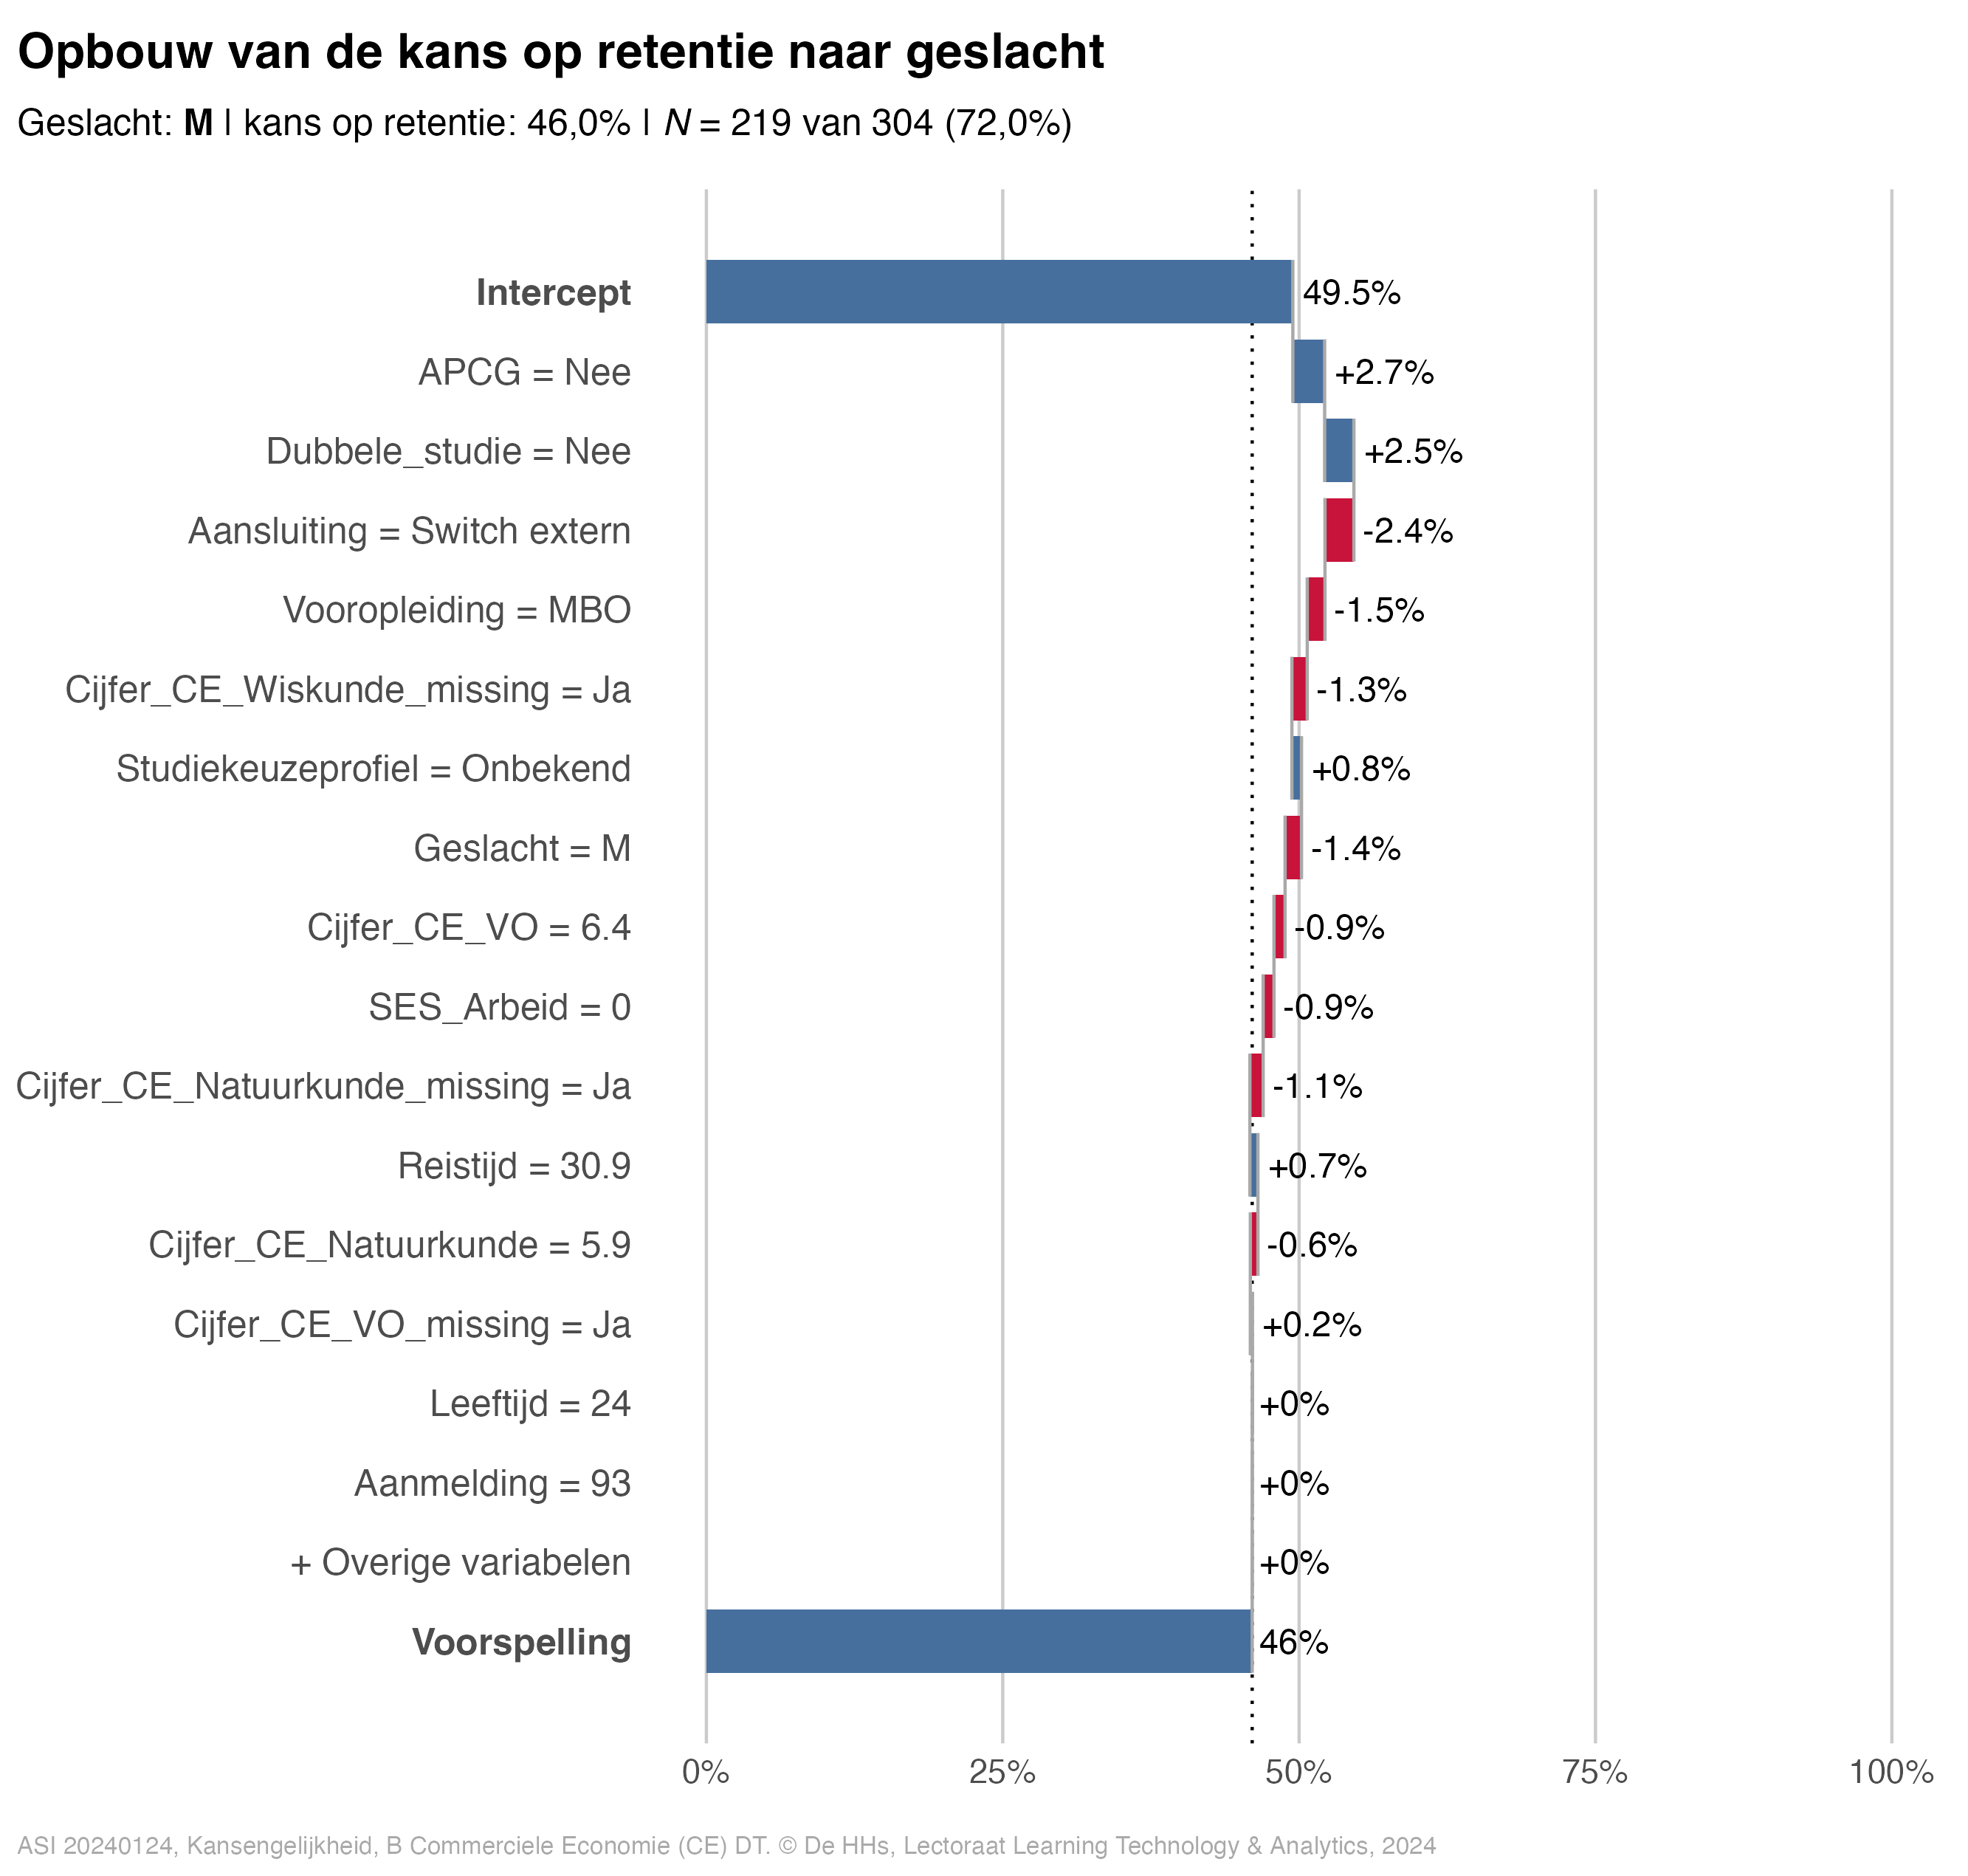 Opbouw van de kans op retentie naar geslacht
Geslacht: M | kans op retentie: 46,0% | N = 219 van 304 (72,0%)
Intercept 49.5%
APCG = Nee +2.7%
Dubbele_studie = Nee +2.5%
Aansluiting = Switch extern -2.4%
Vooropleiding = MBO -1.5%
Cijfer_CE_Wiskunde_missing = Ja -1.3%
Studiekeuzeprofiel = Onbekend +0.8%
Geslacht = M -1.4%
Cijfer_CE_VO = 6.4 -0.9%
SES_Arbeid = 0 -0.9%
Cijfer_CE_Natuurkunde_missing = Ja -1.1%
Reistijd = 30.9 +0.7%
Cijfer_CE_Natuurkunde = 5.9 -0.6%
Cijfer_CE_VO_missing = Ja +0.2%
Leeftijd = 24 +0%
Aanmelding = 93 +0%
+ Overige variabelen +0%
Voorspelling 46%
0% 25% 50% 75% 100%
ASI 20240124, Kansengelijkheid, B Commerciele Economie (CE) DT. © De HHs, Lectoraat Learning Technology & Analytics, 2024